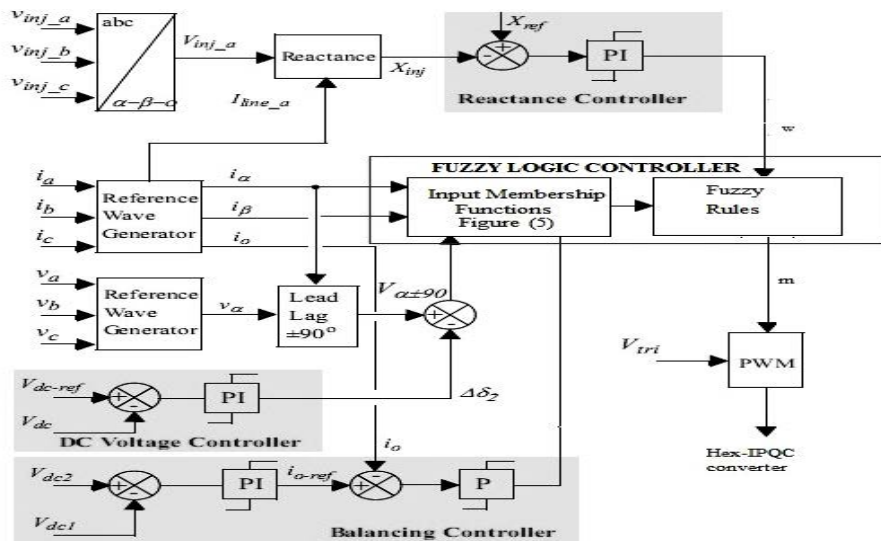 v_inj_a
v_inj_b
v_inj_c
abc
α–β–o
V_inj_a
Reactance
I_line_a
X_inj
X_ref
+
-
PI
Reactance Controller
w
FUZZY LOGIC CONTROLLER
i_a
i_b
i_c
Reference
Wave
Generator
i_α
i_β
i_o
Input Membership
Functions
Figure (5)
Fuzzy
Rules
v_a
v_b
v_c
Reference
Wave
Generator
v_α
Lead
Lag
±90°
V_α±90
+
-
m
V_tri
PWM
Hex-IPQC
converter
V_dc-ref
V_dc
+
-
PI
Δδ_2
DC Voltage Controller
i_o
V_dc2
V_dc1
+
-
PI
i_o-ref
+
-
P
Balancing Controller